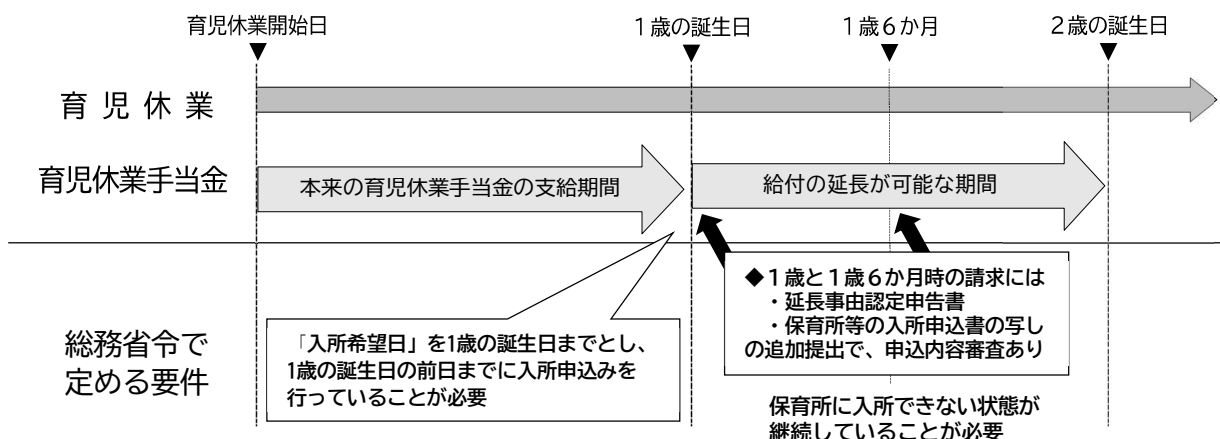 育児休業開始日
1歳の誕生日
1歳6か月
2歳の誕生日
育児休業
育児休業手当金
本来の育児休業手当金の支給期間
給付の延長が可能な期間
総務省令で
定める要件
「入所希望日」を1歳の誕生日までとし、
1歳の誕生日の前日までに入所申込みを
行っていることが必要
◆1歳と1歳6か月時の請求には
・延長事由認定申告書
・保育所等の入所申込書の写し
の追加提出で、申込内容審査あり
保育所に入所できない状態が
継続していることが必要